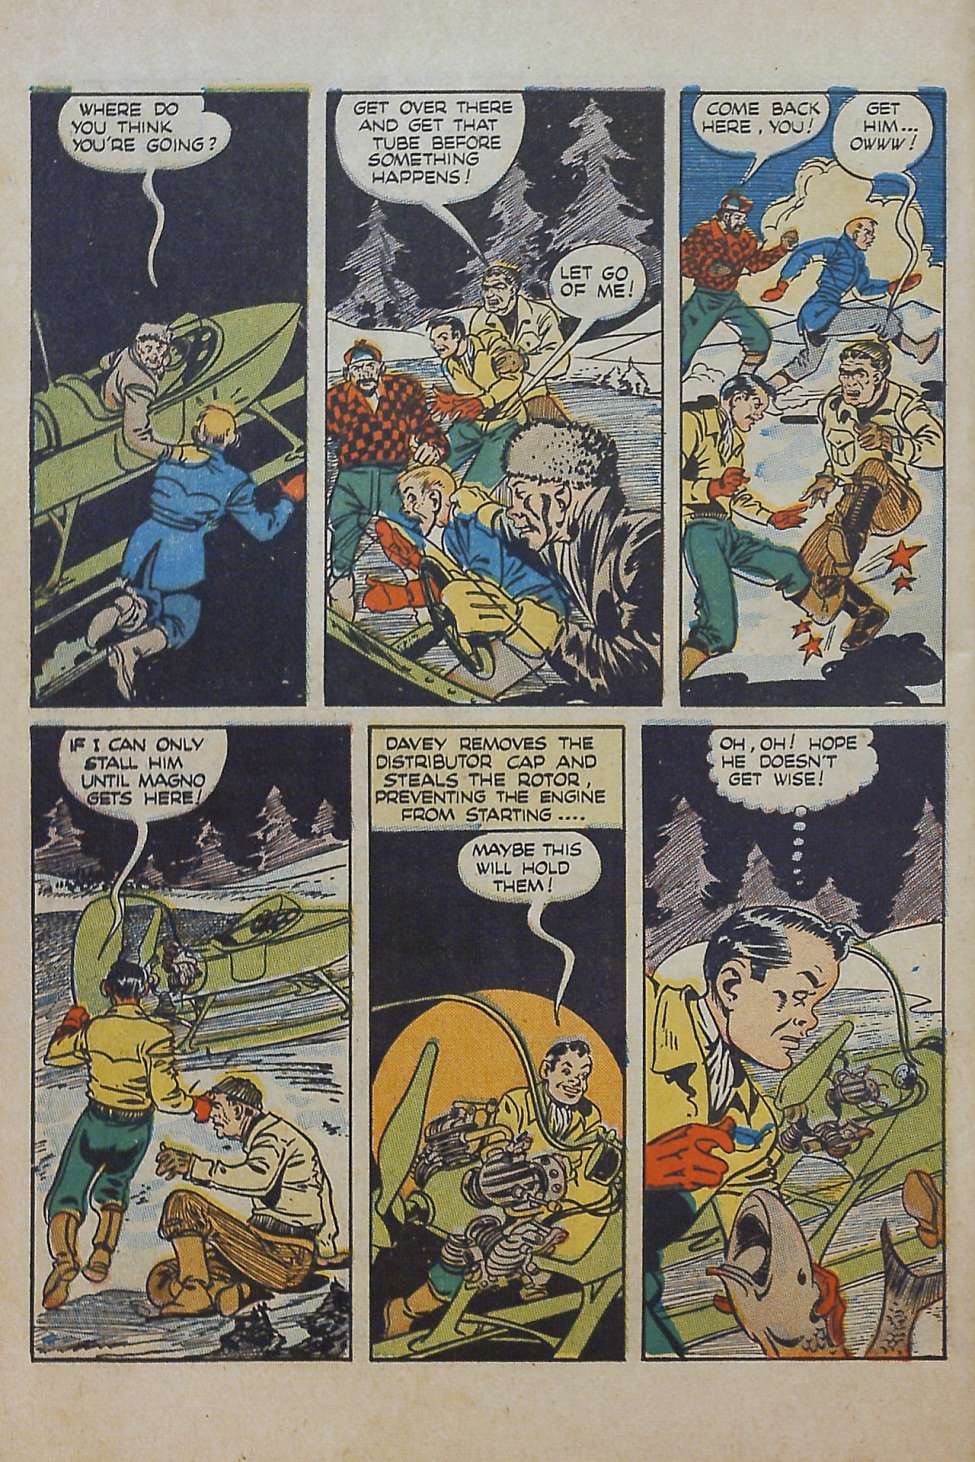 WHERE DO
YOU THINK
YOU'RE GOING?
GET OVER THERE
AND GET THAT
TUBE BEFORE
SOMETHING
HAPPENS!
LET GO
OF ME!
COME BACK
HERE, YOU!
GET
HIM...
OWWW!
IF I CAN ONLY
STALL HIM
UNTIL MAGNO
GETS HERE!
DAVEY REMOVES THE
DISTRIBUTOR CAP AND
STEALS THE ROTOR,
PREVENTING THE ENGINE
FROM STARTING....
MAYBE THIS
WILL HOLD
THEM!
OH, OH! HOPE
HE DOESN'T
GET WISE!